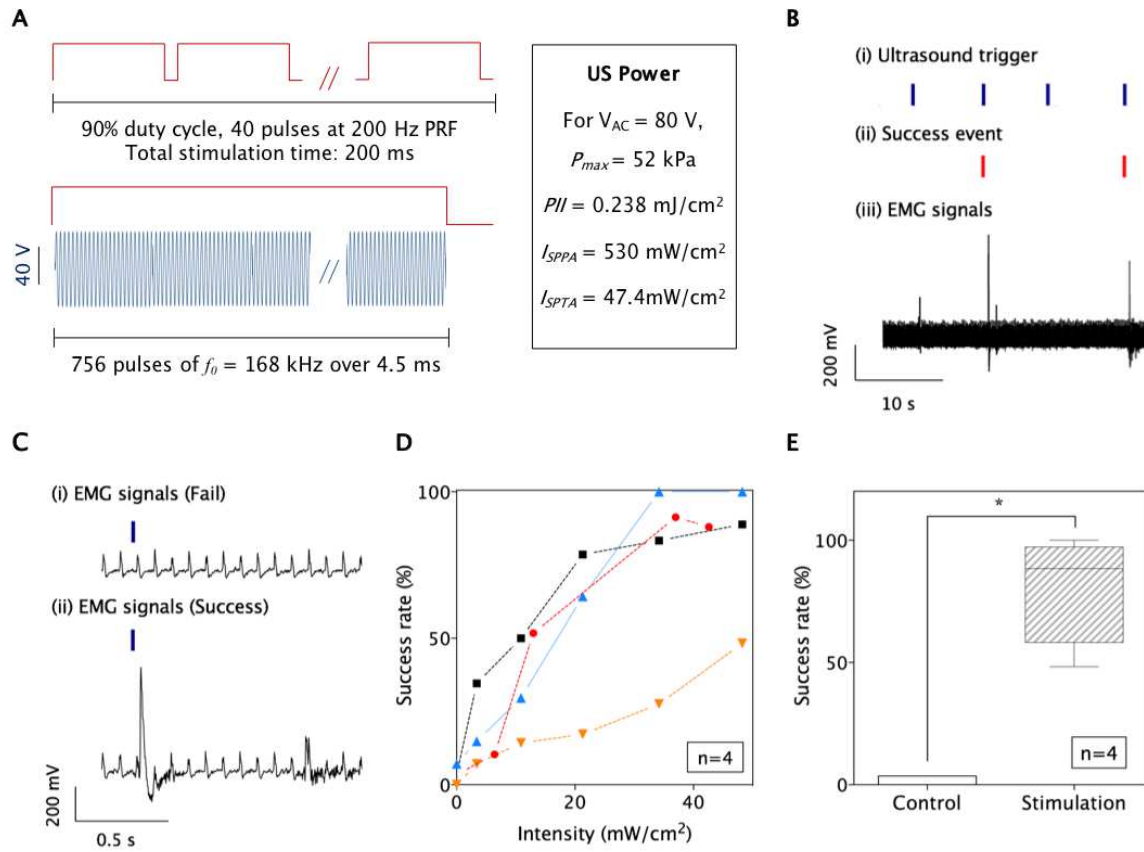 A
90% duty cycle, 40 pulses at 200 Hz PRF
Total stimulation time: 200 ms
40 V
756 pulses of f0 = 168 kHz over 4.5 ms
US Power
For VAC = 80 V,
Pmax = 52 kPa
PII = 0.238 mJ/cm²
ISPPA = 530 mW/cm²
ISPTA = 47.4mW/cm²
B
(i) Ultrasound trigger
(ii) Success event
(iii) EMG signals
200 mV
10 s
C
(i) EMG signals (Fail)
(ii) EMG signals (Success)
200 mV
0.5 s
D
Success rate (%)
100
50
0
0 20 40
Intensity (mW/cm²)
n=4
E
Success rate (%)
100
50
0
*
n=4
Control Stimulation